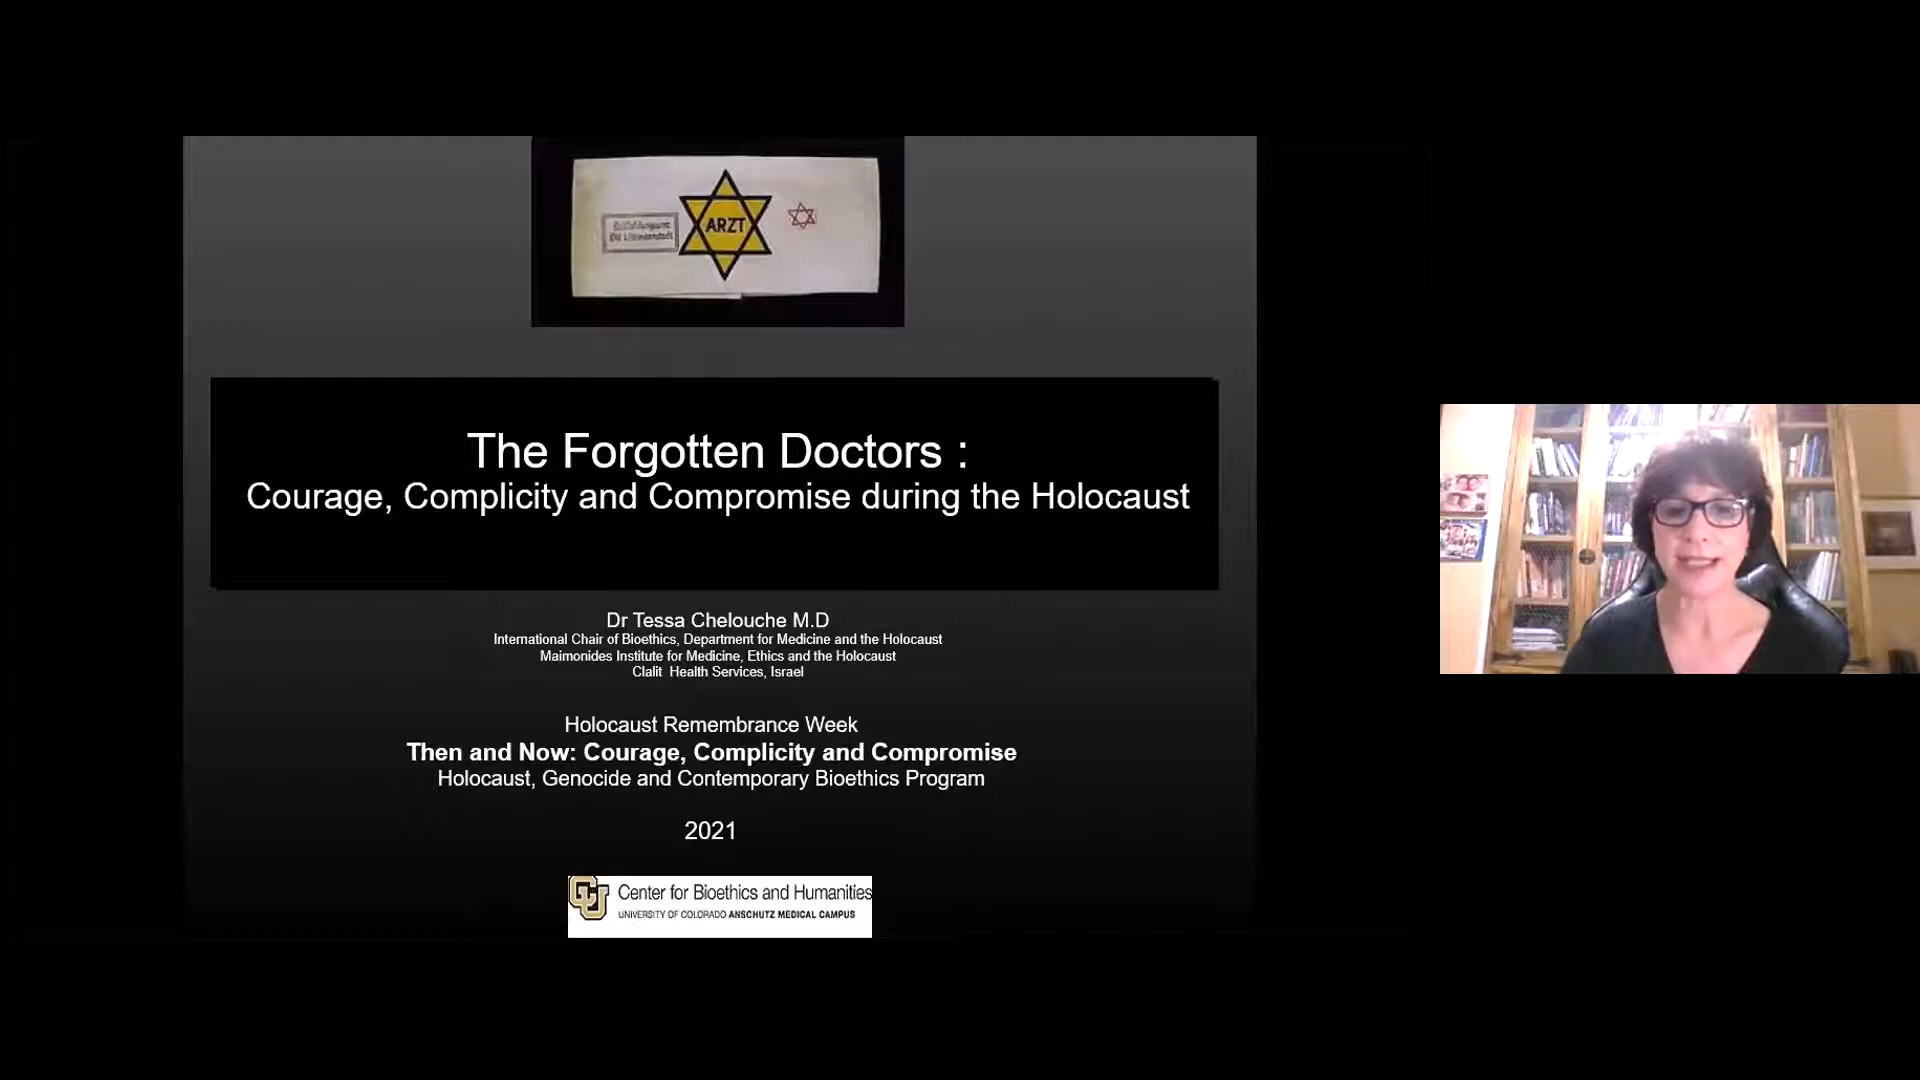 ARZT
The Forgotten Doctors :
Courage, Complicity and Compromise during the Holocaust
Dr Tessa Chelouche M.D
International Chair of Bioethics, Department for Medicine and the Holocaust
Maimonides Institute for Medicine, Ethics and the Holocaust
Clalit Health Services, Israel
Holocaust Remembrance Week
Then and Now: Courage, Complicity and Compromise
Holocaust, Genocide and Contemporary Bioethics Program
2021
CU
Center for Bioethics and Humanities
UNIVERSITY OF COLORADO ANSCHUTZ MEDICAL CAMPUS